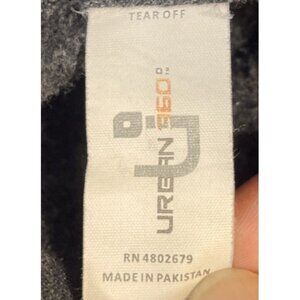 TEAR OFF
URBAN 360°
RN 4802679
MADE IN PAKISTAN